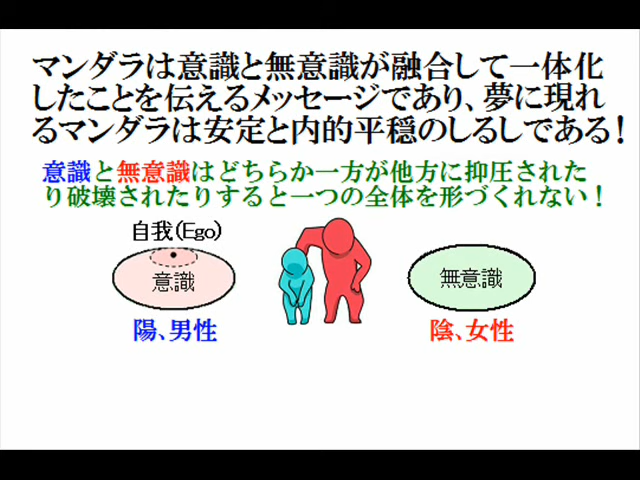 マンダラは意識と無意識が融合して一体化
したことを伝えるメッセージであり、夢に現れ
るマンダラは安定と内的平穏のしるしである！
意識と無意識はどちらか一方が他方に抑圧された
り破壊されたりすると一つの全体を形づくれない！
自我(Ego)
意識
無意識
陽、男性
陰、女性